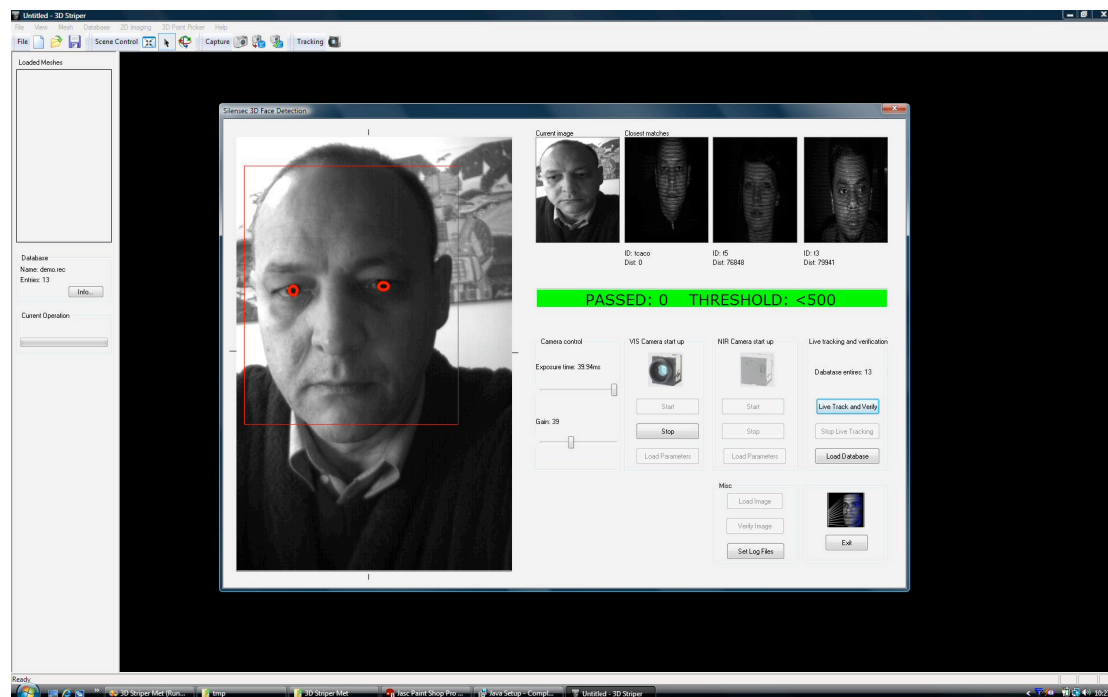 Untitled - 3D Striper
File View Mesh Database 2D Imaging 3D Point Picker Help
File Scene Control Capture Tracking
Loaded Meshes
Database
Name: demo.rec
Entries: 13
Info...
Current Operation
Silensec 3D Face Detection
Current image
Closest matches
ID: tcaco
Dist: 0
ID: t5
Dist: 76848
ID: t3
Dist: 79941
PASSED: 0 THRESHOLD: <500
Camera control
Exposure time: 39.94ms
Gain: 39
VIS Camera start up
Start
Stop
Load Parameters
NIR Camera start up
Start
Stop
Load Parameters
Live tracking and verification
Dabatase entires: 13
Live Track and Verify
Stop Live Tracking
Load Database
Misc
Load Image
Verify Image
Set Log Files
Exit
Ready
3D Striper Met (Run...
tmp
3D Striper Met
Jasc Paint Shop Pro ...
Java Setup - Compl...
Untitled - 3D Striper